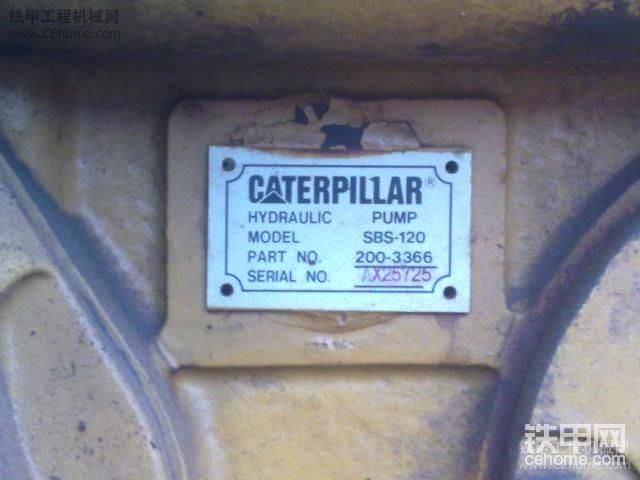 铁甲工程机械网
www.CEhome.com
CATERPILLAR®
HYDRAULIC PUMP
MODEL SBS-120
PART NO. 200-3366
SERIAL NO. AX25725
铁甲网
cehome.com